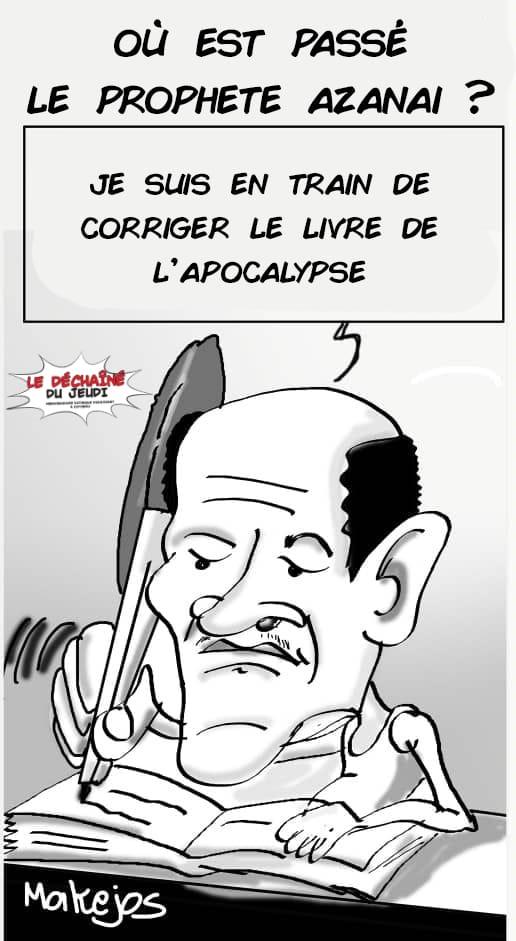 OÙ EST PASSÉ
LE PROPHETE AZANAI ?
JE SUIS EN TRAIN DE
CORRIGER LE LIVRE DE
L'APOCALYPSE
LE DÉCHAÎNÉ
DU JEUDI
Makejos